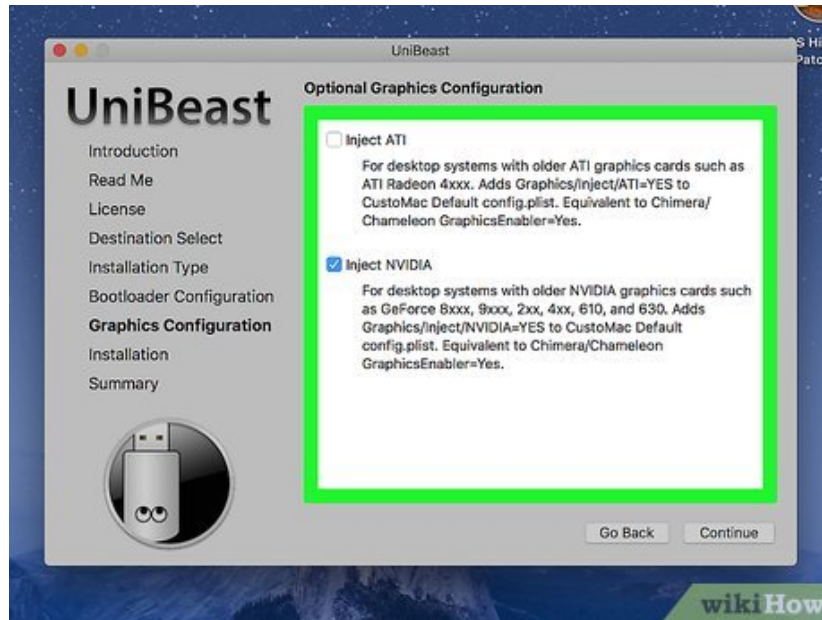 UniBeast
S Hi
Patc
UniBeast
Introduction
Read Me
License
Destination Select
Installation Type
Bootloader Configuration
Graphics Configuration
Installation
Summary
Optional Graphics Configuration
Inject ATI
For desktop systems with older ATI graphics cards such as
ATI Radeon 4xxx. Adds Graphics/Inject/ATI=YES to
CustoMac Default config.plist. Equivalent to Chimera/
Chameleon GraphicsEnabler=Yes.
Inject NVIDIA
For desktop systems with older NVIDIA graphics cards such
as GeForce 8xxx, 9xxx, 2xx, 4xx, 610, and 630. Adds
Graphics/Inject/NVIDIA=YES to CustoMac Default
config.plist. Equivalent to Chimera/Chameleon
GraphicsEnabler=Yes.
Go Back
Continue
wikiHow